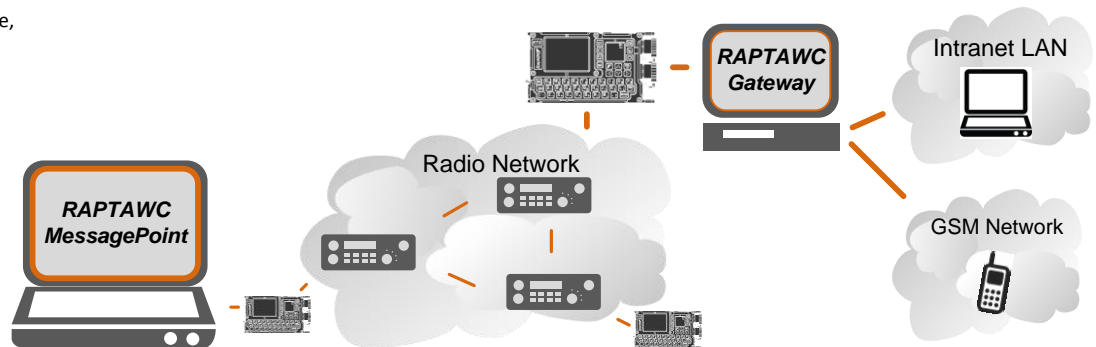 e,
RAPTAWC
MessagePoint
Radio Network
RAPTAWC
Gateway
Intranet LAN
GSM Network